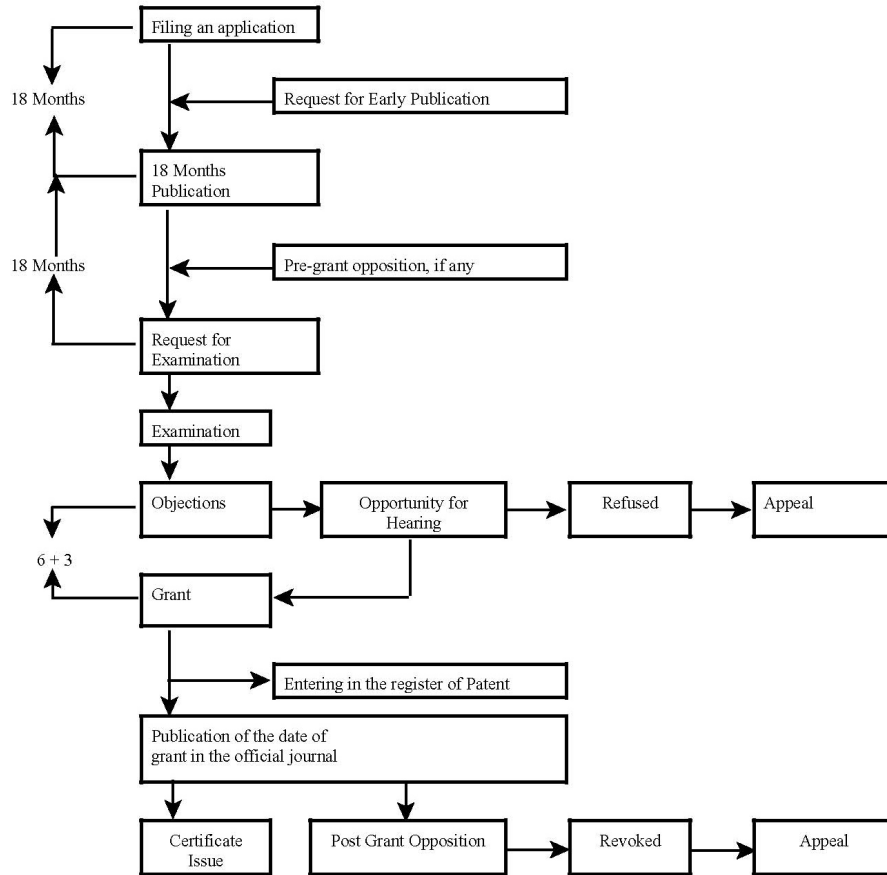 Filing an application
18 Months
Request for Early Publication
18 Months
Publication
18 Months
Pre-grant opposition, if any
Request for
Examination
Examination
Objections
Opportunity for
Hearing
Refused
Appeal
6 + 3
Grant
Entering in the register of Patent
Publication of the date of
grant in the official journal
Certificate
Issue
Post Grant Opposition
Revoked
Appeal